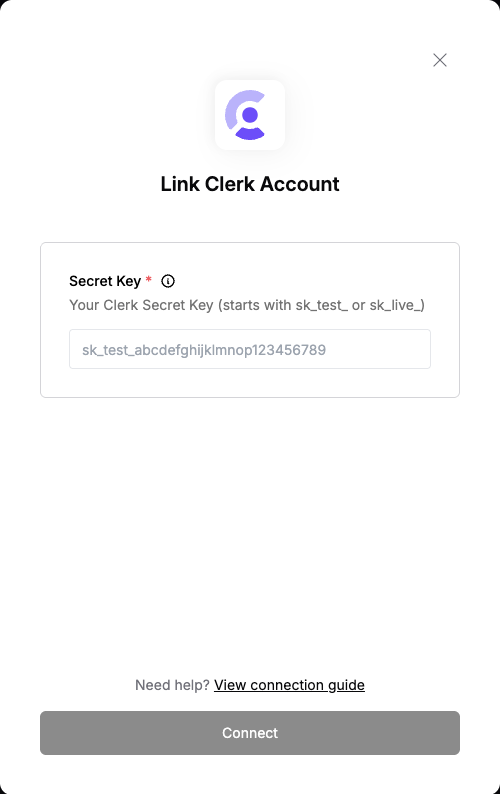 Link Clerk Account
Secret Key *
Your Clerk Secret Key (starts with sk_test_ or sk_live_)
sk_test_abcdefghijklmnop123456789
Need help? View connection guide
Connect